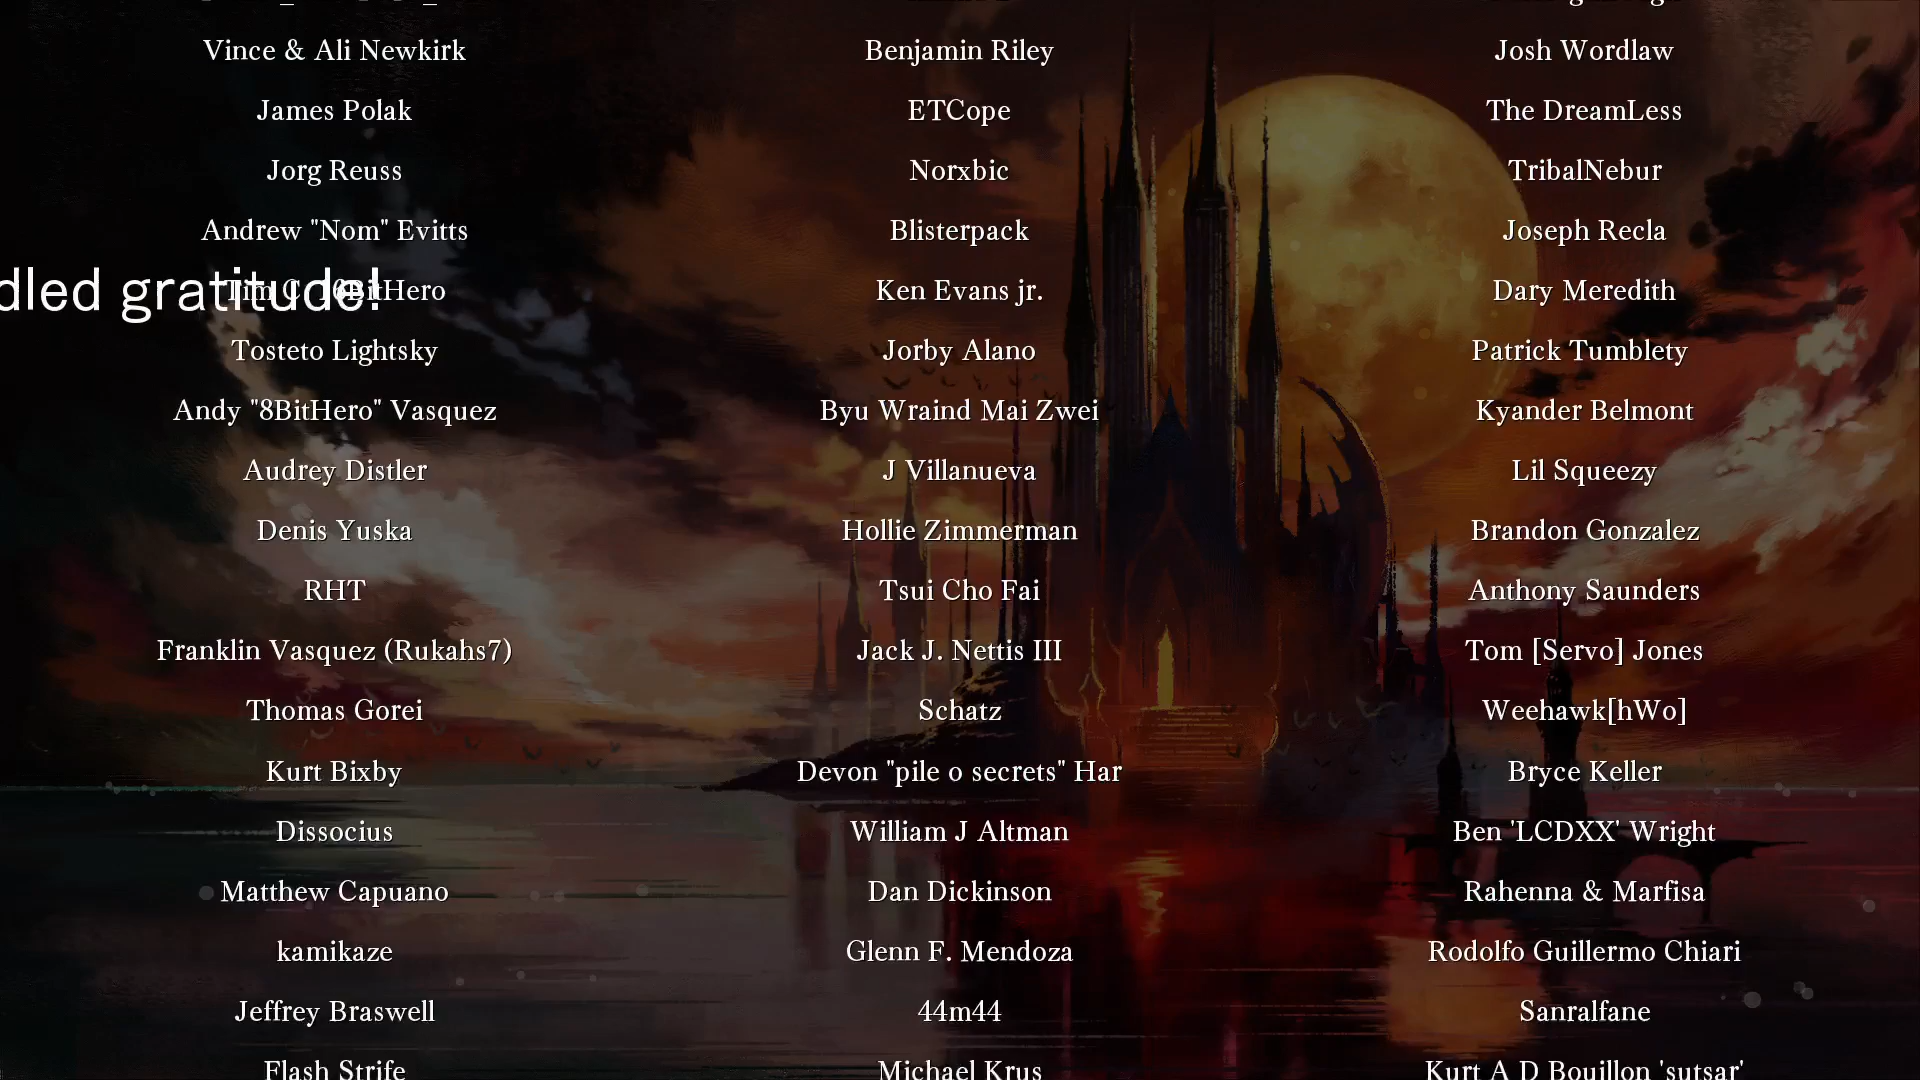 Vince & Ali Newkirk Benjamin Riley Josh Wordlaw
James Polak ETCope The DreamLess
Jorg Reuss Norxbic TribalNebur
Andrew "Nom" Evitts Blisterpack Joseph Recla
dled gratitude!
16BitHero Ken Evans jr. Dary Meredith
Tosteto Lightsky Jorby Alano Patrick Tumblety
Andy "8BitHero" Vasquez Byu Wraind Mai Zwei Kyander Belmont
Audrey Distler J Villanueva Lil Squeezy
Denis Yuska Hollie Zimmerman Brandon Gonzalez
RHT Tsui Cho Fai Anthony Saunders
Franklin Vasquez (Rukahs7) Jack J. Nettis III Tom [Servo] Jones
Thomas Gorei Schatz Weehawk[hWo]
Kurt Bixby Devon "pile o secrets" Har Bryce Keller
Dissocius William J Altman Ben 'LCDXX' Wright
Matthew Capuano Dan Dickinson Rahenna & Marfisa
kamikaze Glenn F. Mendoza Rodolfo Guillermo Chiari
Jeffrey Braswell 44m44 Sanralfane
Flash Strife Michael Krus Kurt A D Bouillon 'sutsar'